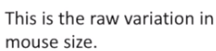 This is the raw variation in
mouse size.